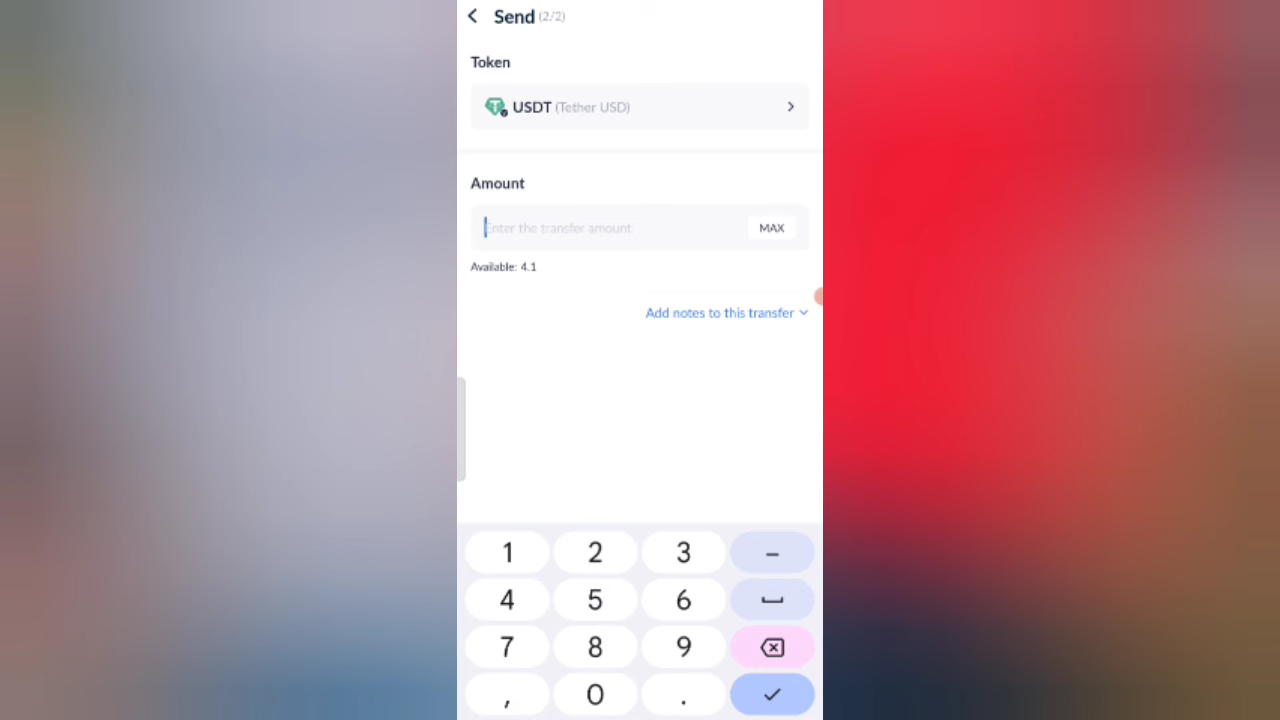 Send (2/2)
Token
USDT (Tether USD)
Amount
Enter the transfer amount
MAX
Available: 4.1
Add notes to this transfer
1 2 3 –
4 5 6
7 8 9
, 0 .